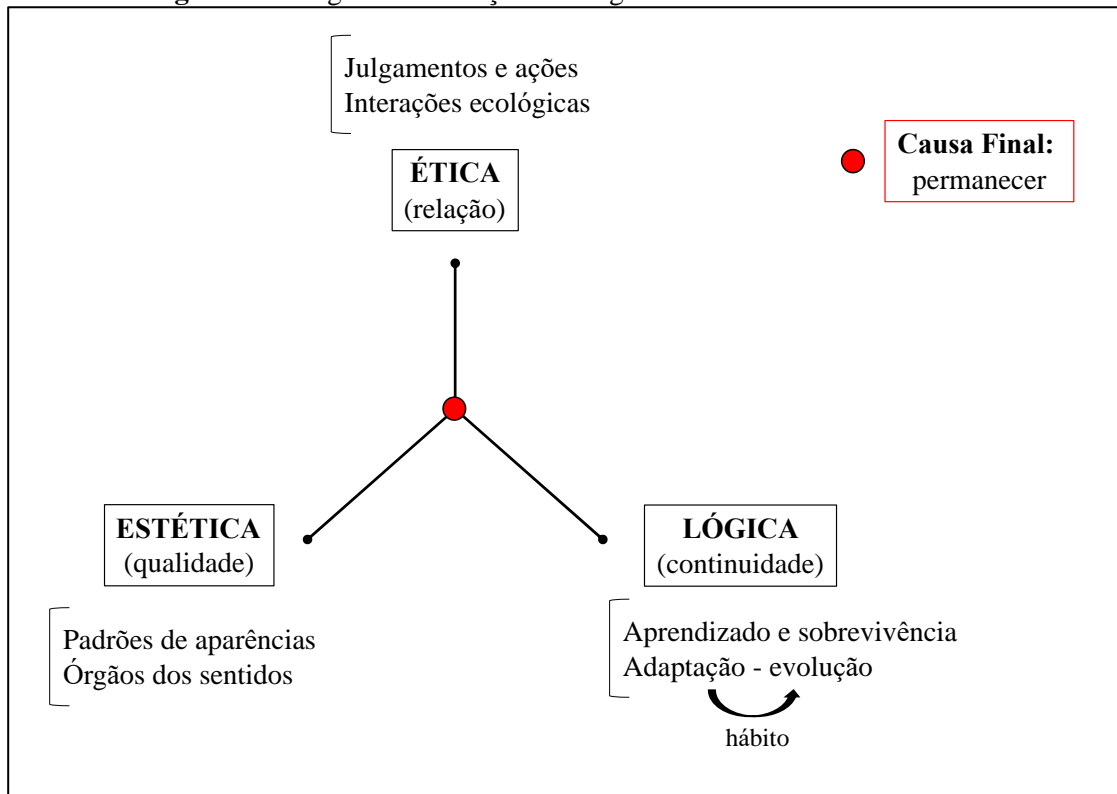 Julgamentos e ações
Interações ecológicas
ÉTICA
(relação)
Causa Final:
permanecer
ESTÉTICA
(qualidade)
LÓGICA
(continuidade)
Padrões de aparências
Órgãos dos sentidos
Aprendizado e sobrevivência
Adaptação - evolução
hábito